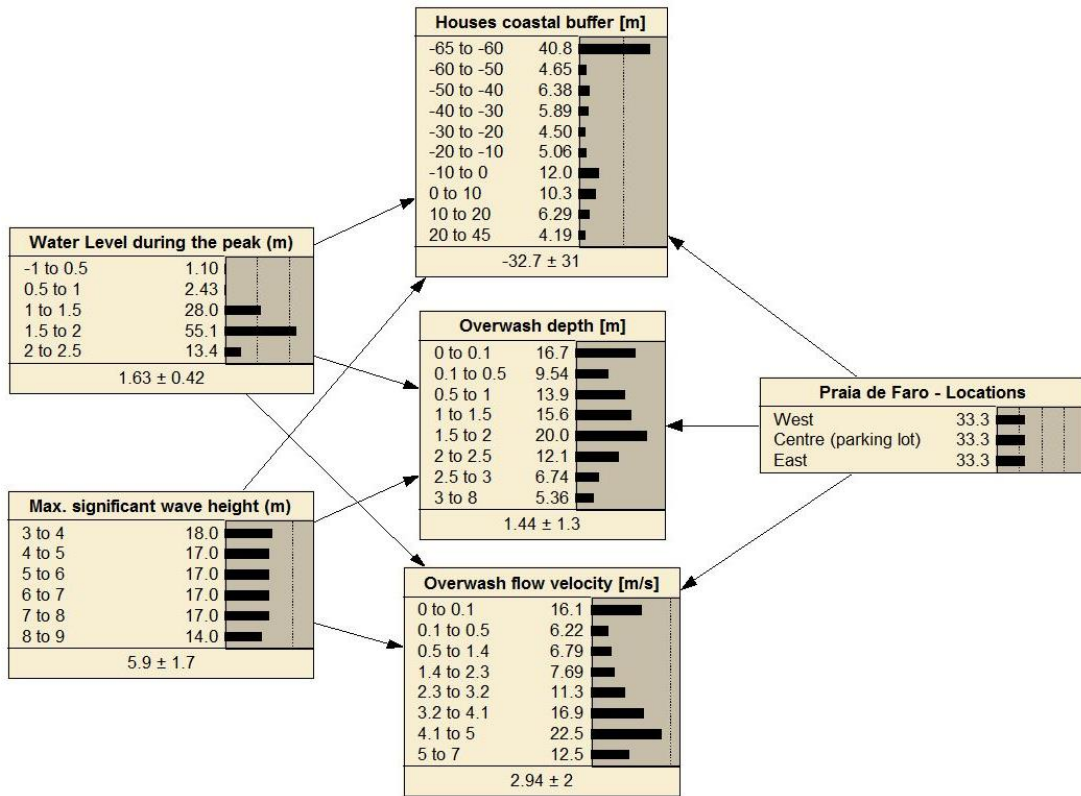 Houses coastal buffer [m]
-65 to -60 40.8
-60 to -50 4.65
-50 to -40 6.38
-40 to -30 5.89
-30 to -20 4.50
-20 to -10 5.06
-10 to 0 12.0
0 to 10 10.3
10 to 20 6.29
20 to 45 4.19
-32.7 ± 31
Water Level during the peak (m)
-1 to 0.5 1.10
0.5 to 1 2.43
1 to 1.5 28.0
1.5 to 2 55.1
2 to 2.5 13.4
1.63 ± 0.42
Overwash depth [m]
0 to 0.1 16.7
0.1 to 0.5 9.54
0.5 to 1 13.9
1 to 1.5 15.6
1.5 to 2 20.0
2 to 2.5 12.1
2.5 to 3 6.74
3 to 8 5.36
1.44 ± 1.3
Praia de Faro - Locations
West 33.3
Centre (parking lot) 33.3
East 33.3
Max. significant wave height (m)
3 to 4 18.0
4 to 5 17.0
5 to 6 17.0
6 to 7 17.0
7 to 8 17.0
8 to 9 14.0
5.9 ± 1.7
Overwash flow velocity [m/s]
0 to 0.1 16.1
0.1 to 0.5 6.22
0.5 to 1.4 6.79
1.4 to 2.3 7.69
2.3 to 3.2 11.3
3.2 to 4.1 16.9
4.1 to 5 22.5
5 to 7 12.5
2.94 ± 2